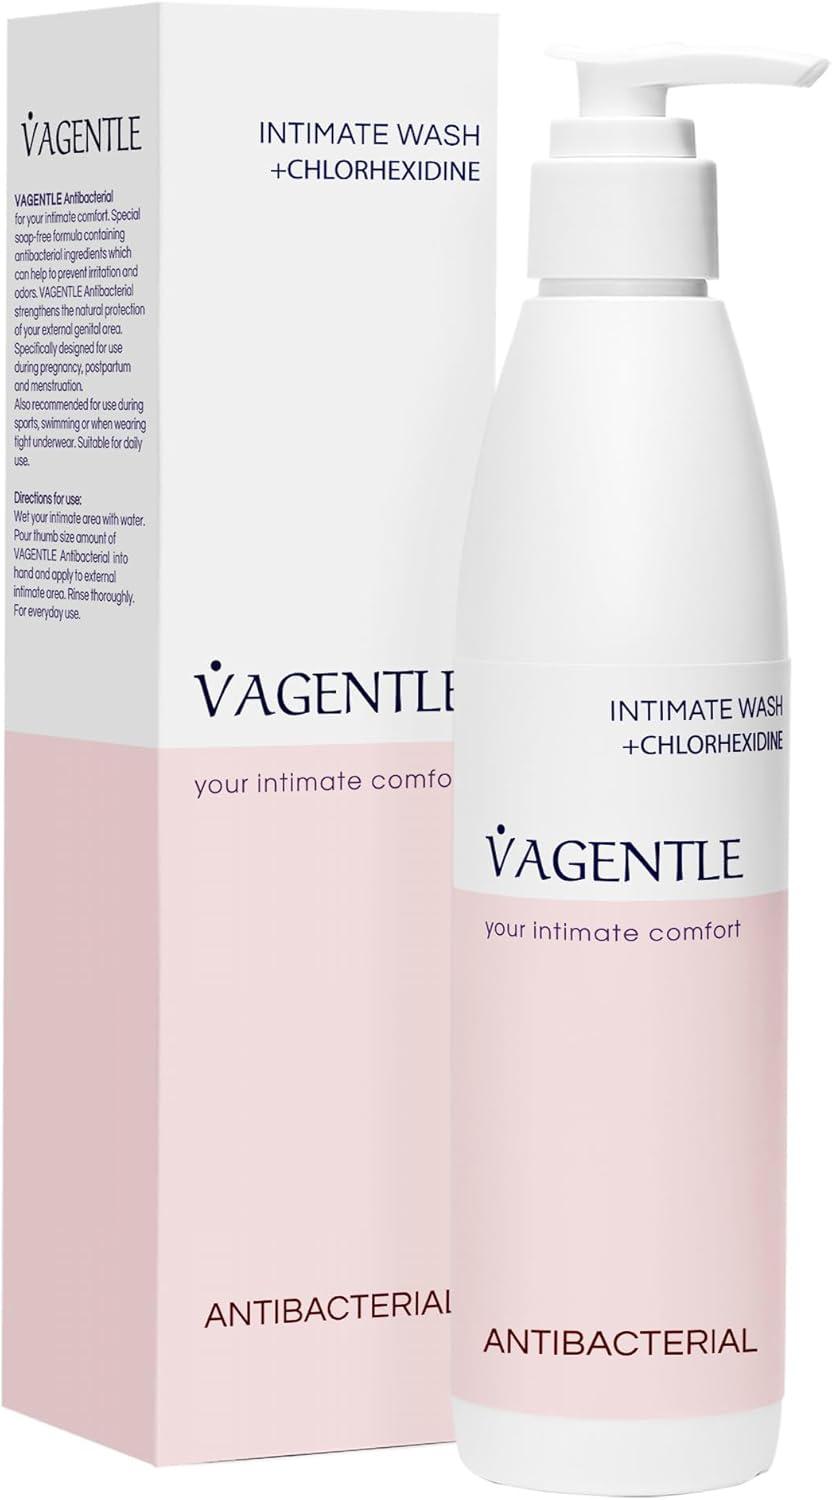 VAGENTLE
VAGENTLE Antibacterial
for your intimate comfort. Special
soap-free formula containing
antibacterial ingredients which
can help to prevent irritation and
odors. VAGENTLE Antibacterial
strengthens the natural protection
of your external genital area.
Specifically designed for use
during pregnancy, postpartum
and menstruation.
Also recommended for use during
sports, swimming or when wearing
tight underwear. Suitable for daily
use.
Directions for use:
Wet your intimate area with water.
Pour thumb size amount of
VAGENTLE Antibacterial into
hand and apply to external
intimate area. Rinse thoroughly.
For everyday use.
INTIMATE WASH
+CHLORHEXIDINE
VAGENTLE
your intimate comfo
ANTIBACTERIAL
INTIMATE WASH
+CHLORHEXIDINE
VAGENTLE
your intimate comfort
ANTIBACTERIAL